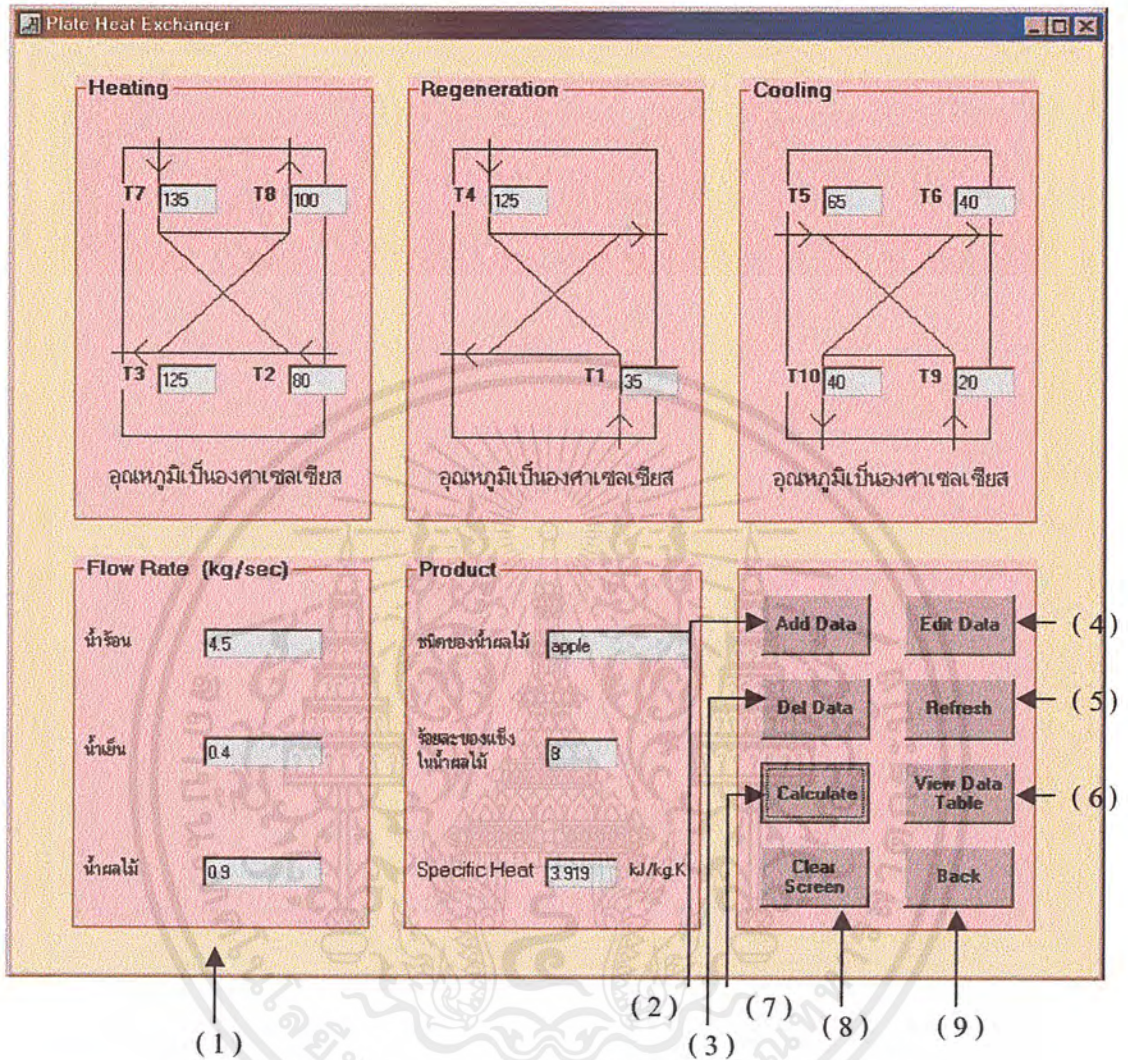 Plate Heat Exchanger
Heating
T7 135 T8 100
T3 125 T2 80
อุณหภูมิเป็นองศาเซลเซียส
Regeneration
T4 125
T1 35
อุณหภูมิเป็นองศาเซลเซียส
Cooling
T5 65 T6 40
T10 40 T9 20
อุณหภูมิเป็นองศาเซลเซียส
Flow Rate (kg/sec)
น้ำร้อน 4.5
น้ำเย็น 0.4
น้ำผลไม้ 0.9
Product
ชนิดของน้ำผลไม้ apple
ร้อยละของแข็ง
ในน้ำผลไม้ 8
Specific Heat 3.919 kJ/kg.K
Add Data Edit Data (4)
Del Data Refresh (5)
Calculate View Data
Table (6)
Clear
Screen Back
(1) (2) (3) (7) (8) (9)